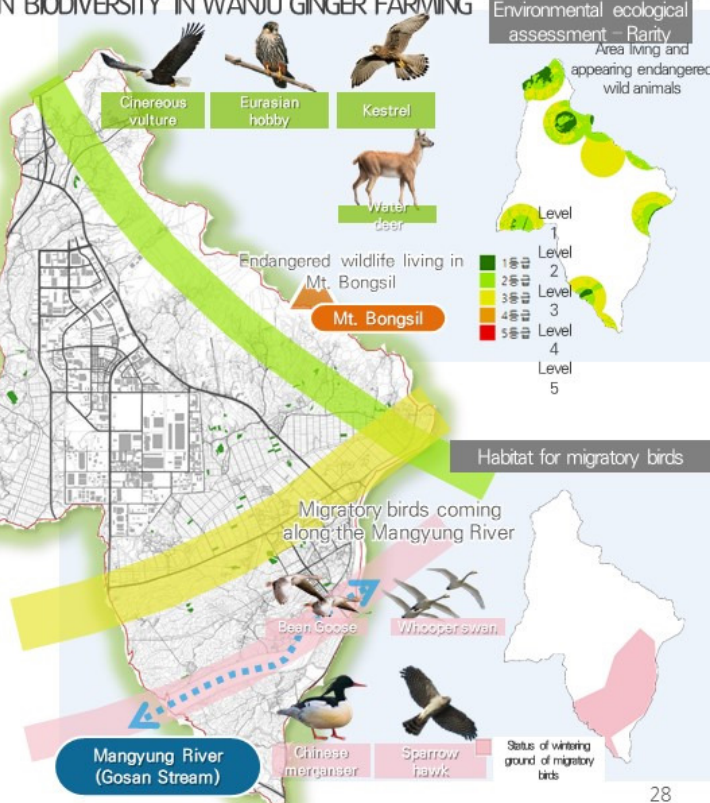 N BIODIVERSITY IN WANJU GINGER FARMING
Environmental ecological
assessment – Rarity
Area living and
appearing endangered
wild animals
Cinereous
vulture
Eurasian
hobby
Kestrel
Water
deer
Endangered wildlife living in
Mt. Bongsil
Mt. Bongsil
1등급
2등급
3등급
4등급
5등급
Level
1
Level
2
Level
3
Level
4
Level
5
Habitat for migratory birds
Migratory birds coming
along the Mangyung River
Bean Goose
Whooper swan
Chinese
merganser
Sparrow
hawk
Mangyung River
(Gosan Stream)
Status of wintering
ground of migratory
birds
28